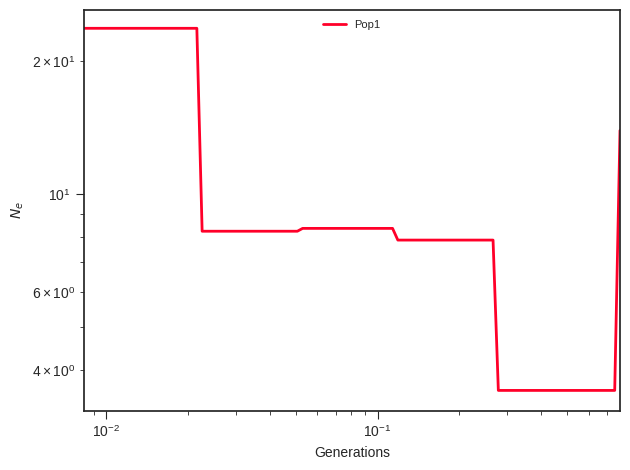 Pop1
2 × 10¹
10¹
6 × 10⁰
4 × 10⁰
Nₑ
10⁻²
10⁻¹
Generations